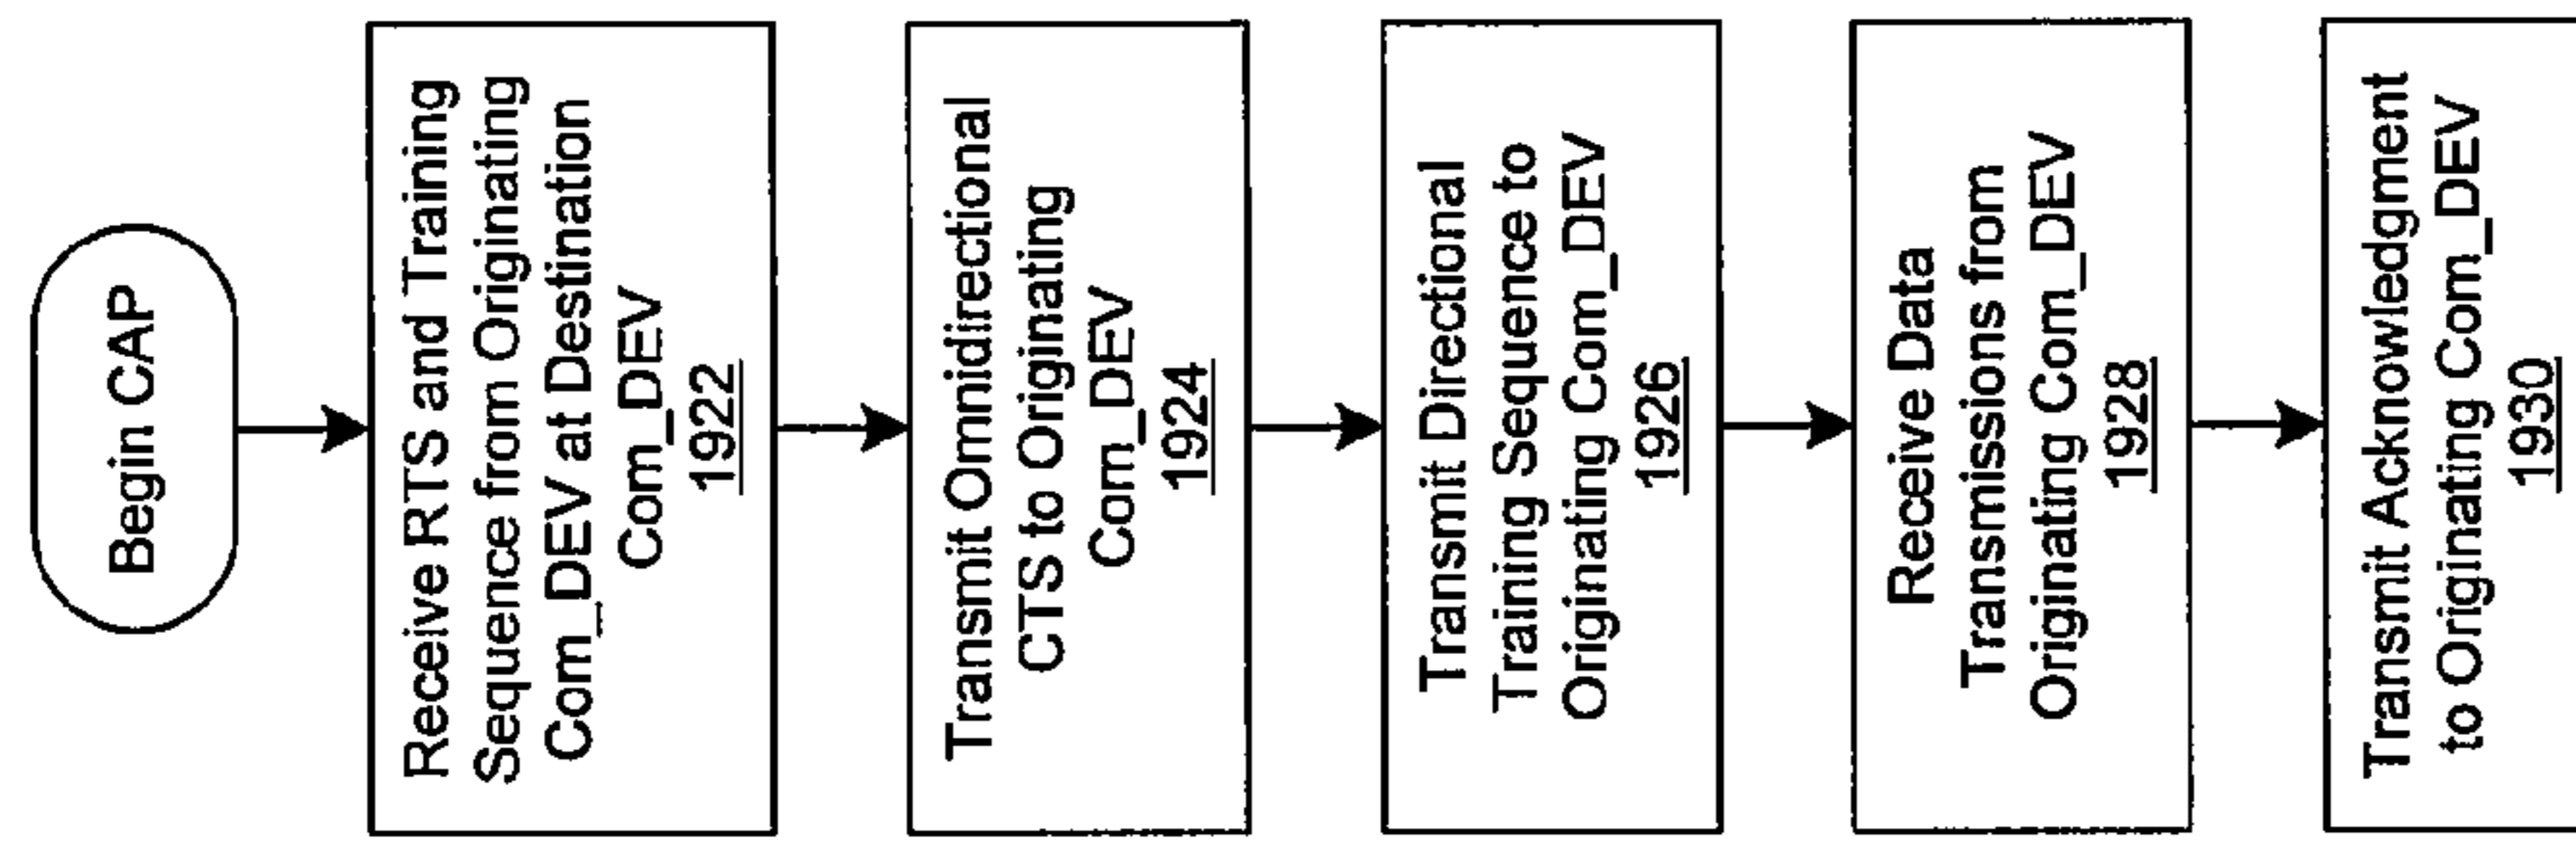 Begin CAP
Receive RTS and Training
Sequence from Originating
Com_DEV at Destination
Com_DEV
1922
Transmit Omnidirectional
CTS to Originating
Com_DEV
1924
Transmit Directional
Training Sequence to
Originating Com_DEV
1926
Receive Data
Transmissions from
Originating Com_DEV
1928
Transmit Acknowledgment
to Originating Com_DEV
1930